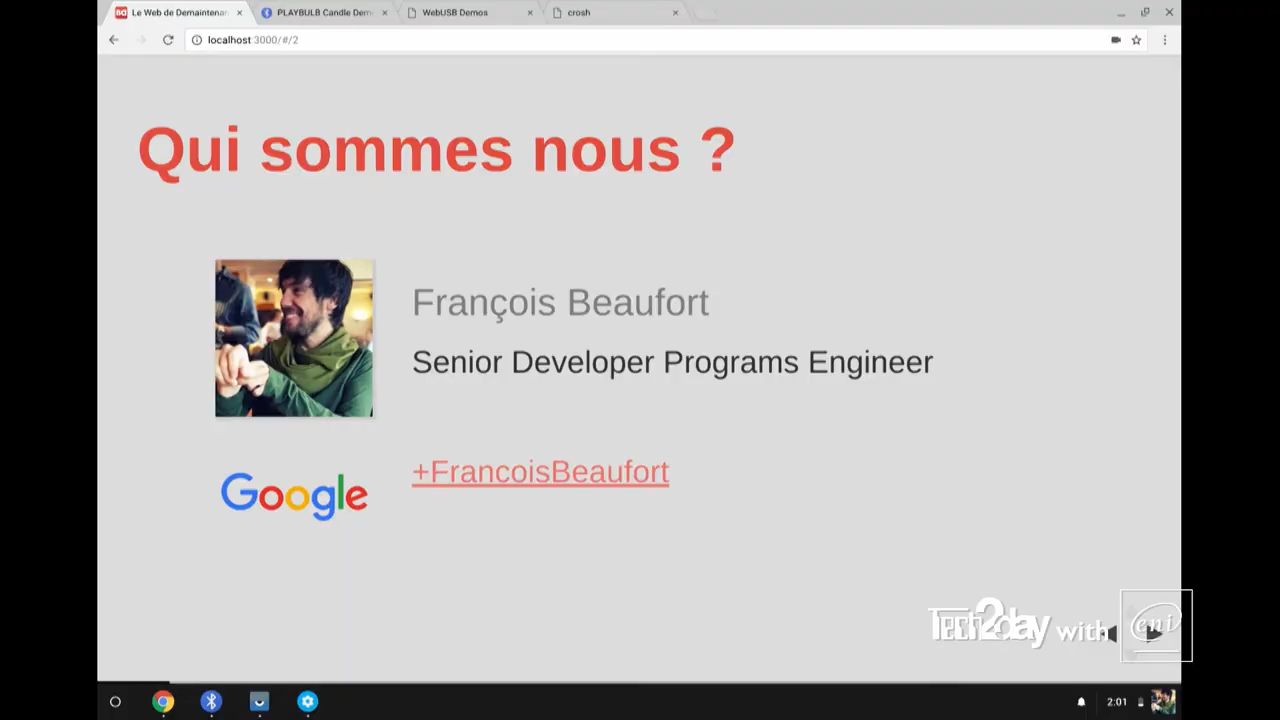 Le Web de Demaintenan
PLAYBULB Candle Dem
WebUSB Demos
crosh
localhost:3000/#/2
Qui sommes nous ?
François Beaufort
Senior Developer Programs Engineer
+FrancoisBeaufort
Google
Tech2day with eni
2:01